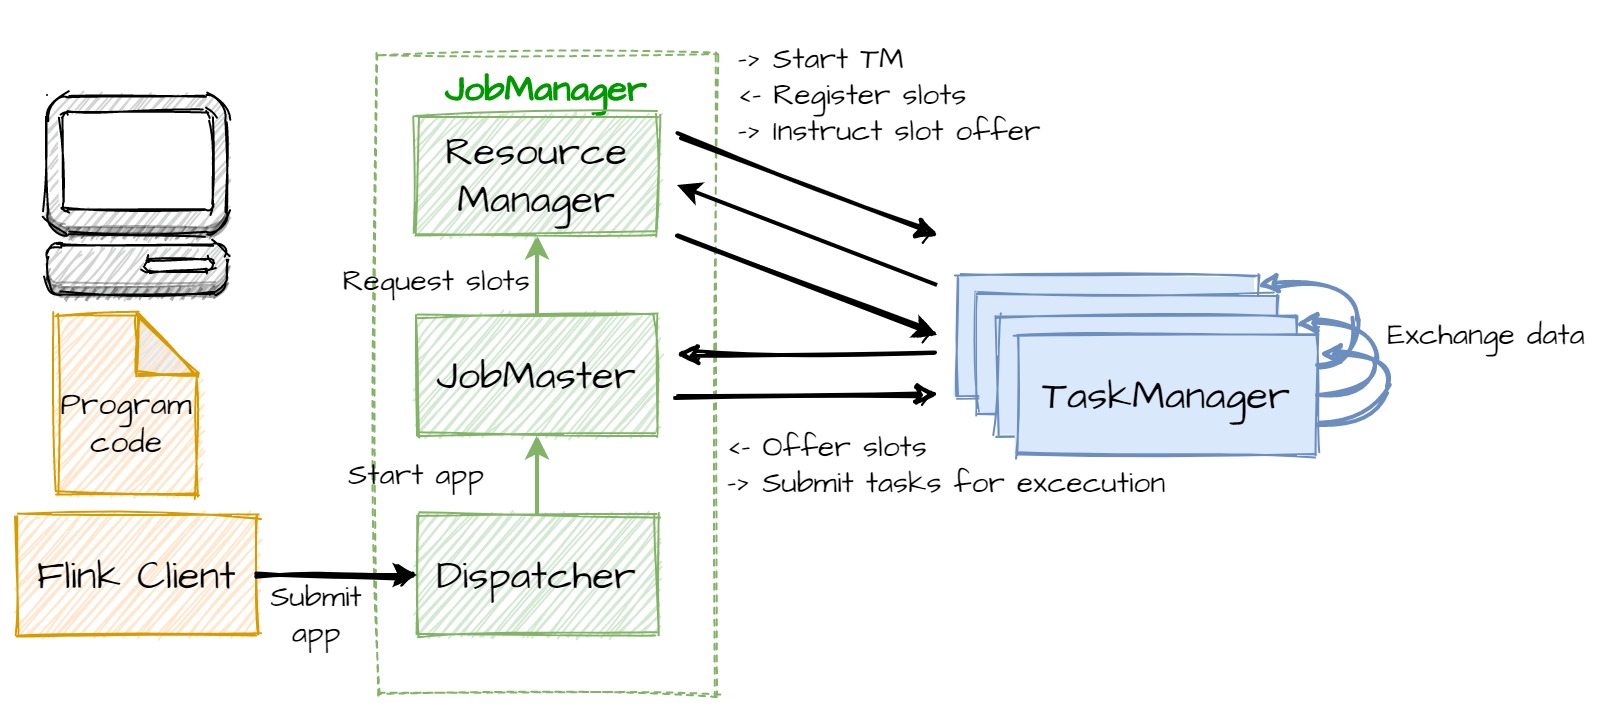 -> Start TM
<- Register slots
-> Instruct slot offer
JobManager
Resource
Manager
Request slots
JobMaster
Start app
Dispatcher
Program
code
Flink Client
Submit
app
TaskManager
Exchange data
<- Offer slots
-> Submit tasks for excecution